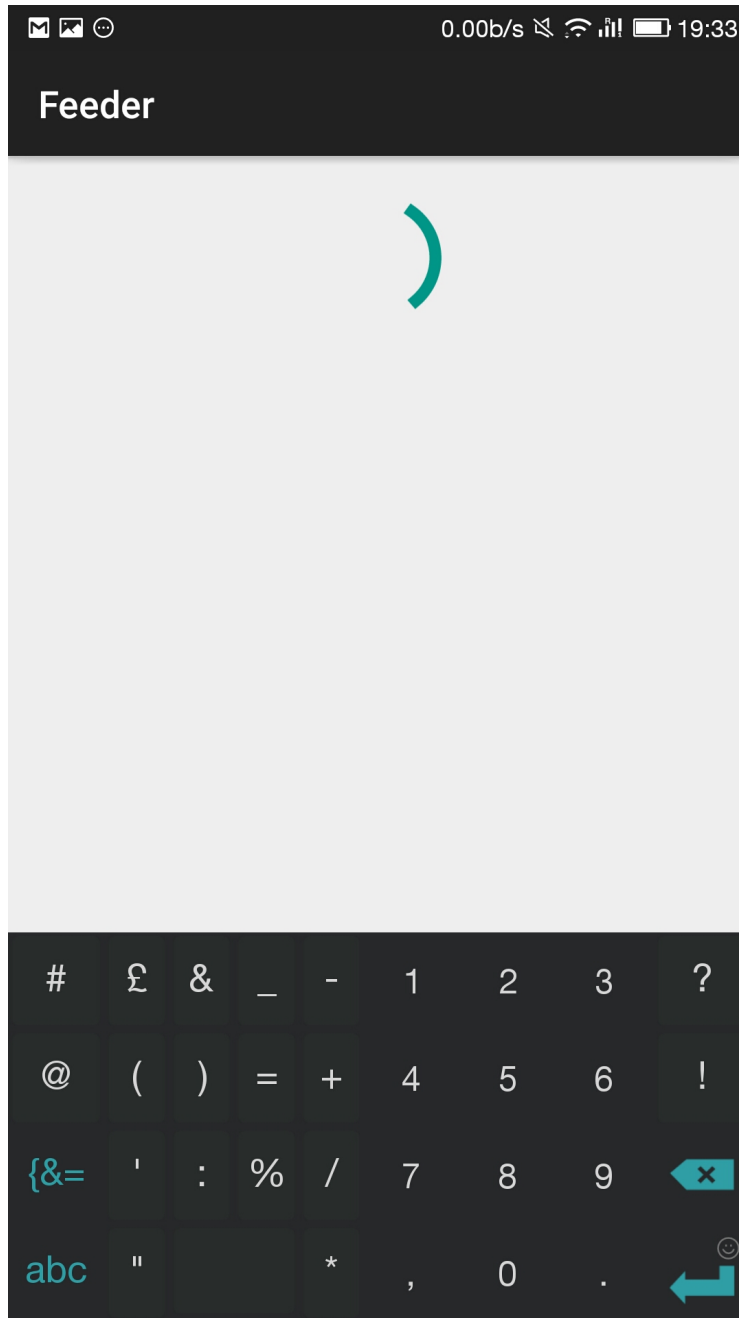 0.00b/s 19:33
Feeder
# £ & _ - 1 2 3 ?
@ ( ) = + 4 5 6 !
{&= ' : % / 7 8 9
abc " * , 0 .